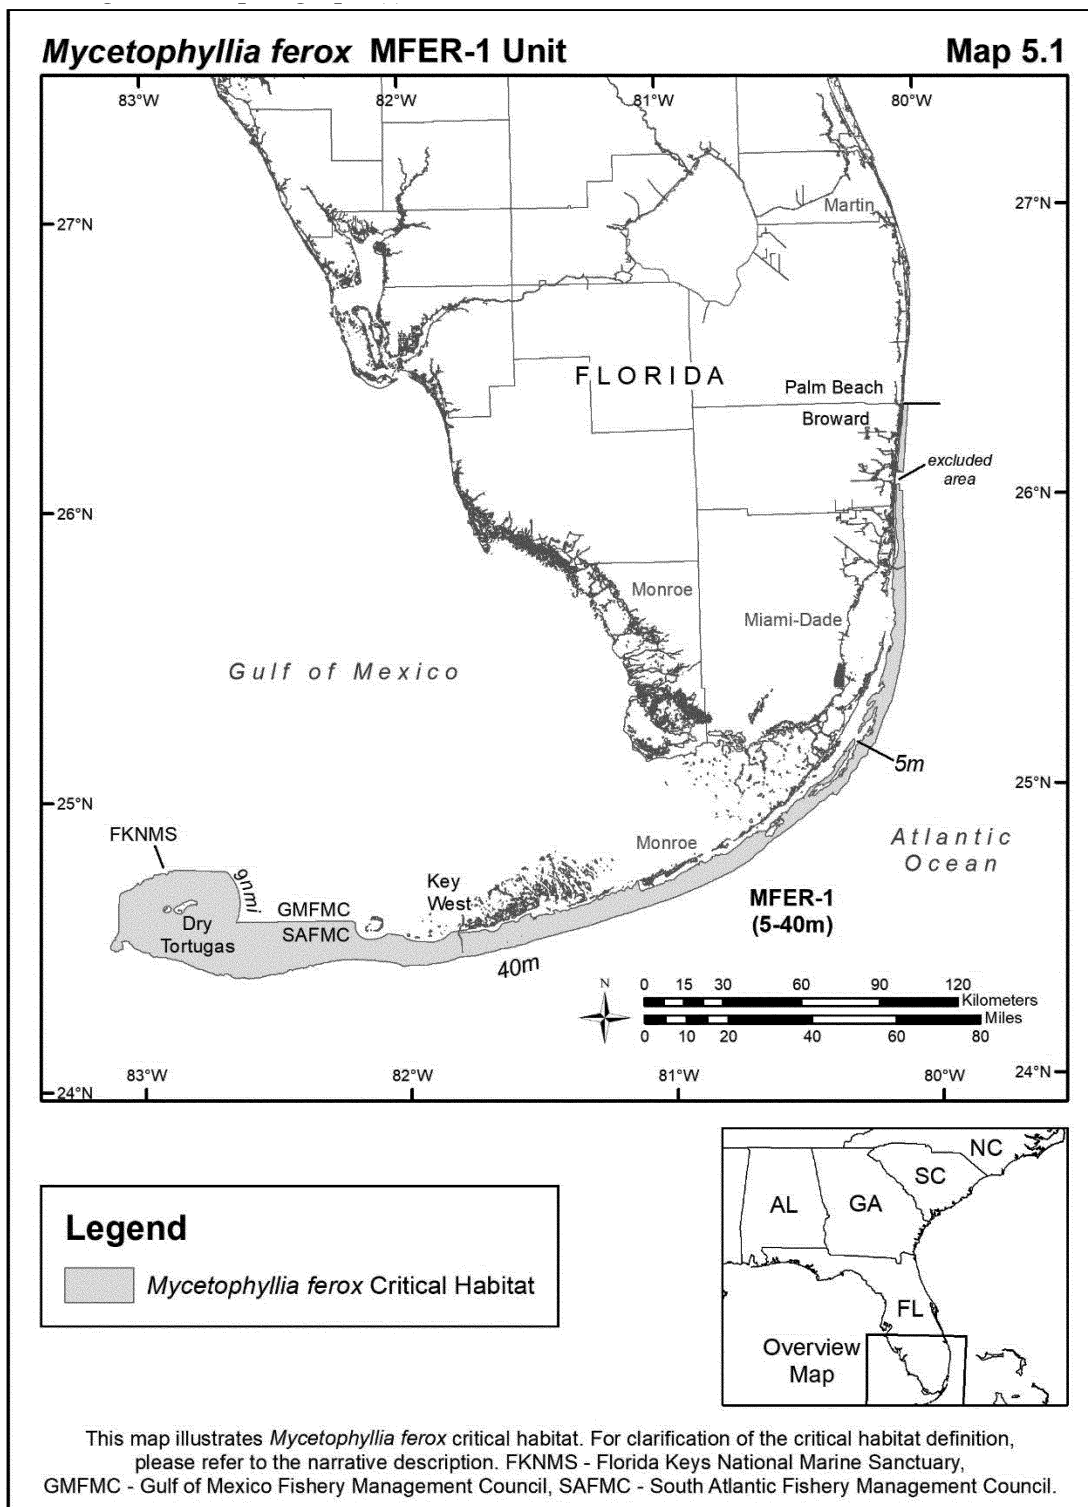 Mycetophyllia ferox MFER-1 Unit
Map 5.1
83°W
82°W
81°W
80°W
27°N
27°N
Martin
FLORIDA
Palm Beach
Broward
excluded
area
26°N
26°N
Monroe
Miami-Dade
Gulf of Mexico
5m
25°N
25°N
FKNMS
9nmi
Monroe
Atlantic
Ocean
Key
West
GMFMC
SAFMC
Dry
Tortugas
MFER-1
(5-40m)
40m
N
0 15 30 60 90 120
Kilometers
Miles
0 10 20 40 60 80
24°N
24°N
83°W
82°W
81°W
80°W
Legend
Mycetophyllia ferox Critical Habitat
NC
SC
AL
GA
FL
Overview
Map
This map illustrates Mycetophyllia ferox critical habitat. For clarification of the critical habitat definition,
please refer to the narrative description. FKNMS - Florida Keys National Marine Sanctuary,
GMFMC - Gulf of Mexico Fishery Management Council, SAFMC - South Atlantic Fishery Management Council.